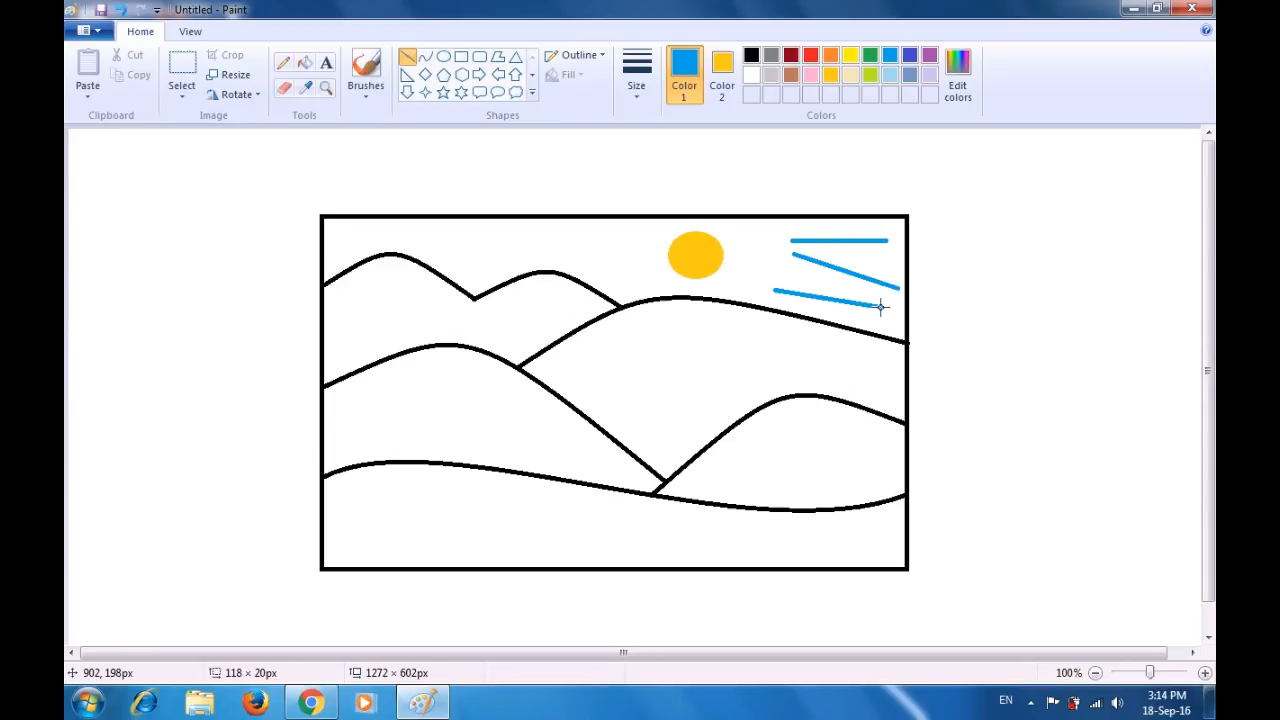 Untitled - Paint
Home View
Paste
Cut
Copy
Clipboard
Select
Crop
Resize
Rotate
Image
A
Tools
Brushes
Outline
Fill
Shapes
Size
Color
1
Color
2
Edit
colors
Colors
902, 198px 118 × 20px 1272 × 602px 100%
EN 3:14 PM
18-Sep-16